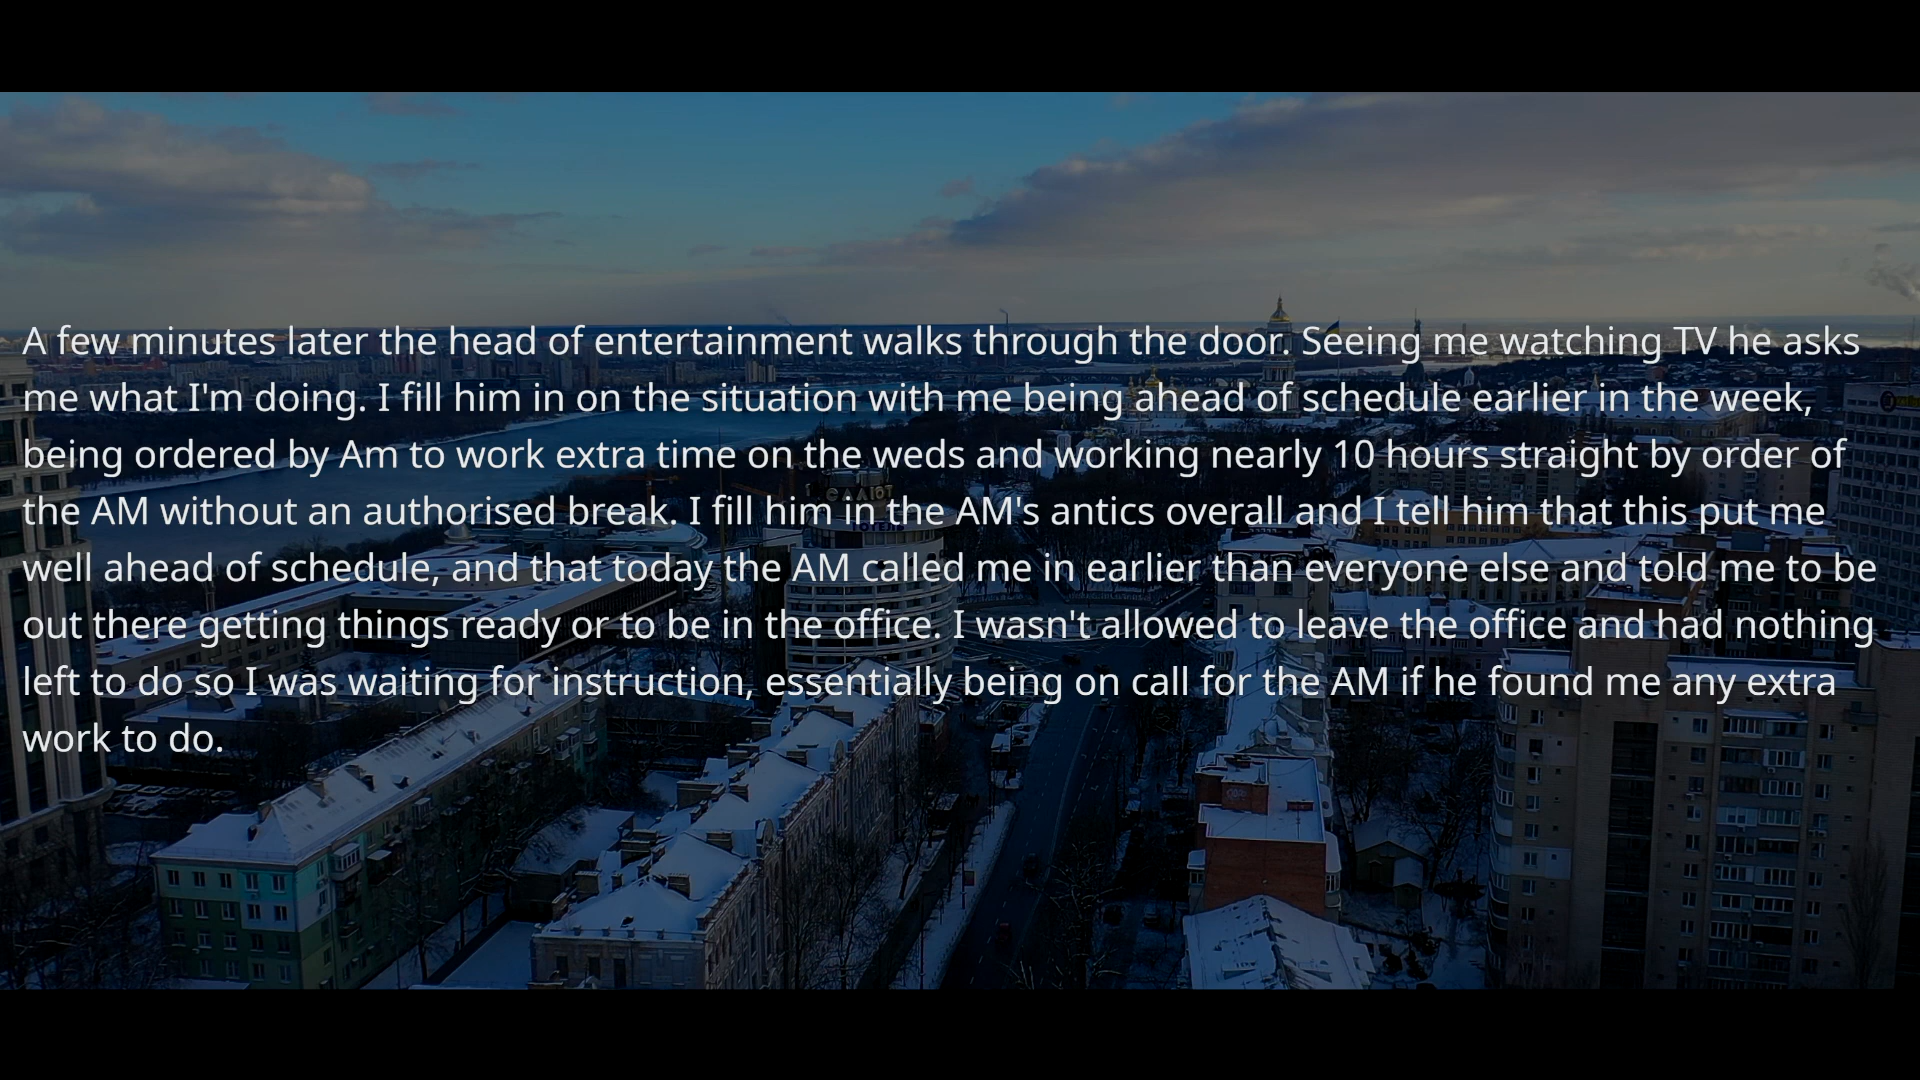 A few minutes later the head of entertainment walks through the door. Seeing me watching TV he asks
me what I'm doing. I fill him in on the situation with me being ahead of schedule earlier in the week,
being ordered by Am to work extra time on the weds and working nearly 10 hours straight by order of
the AM without an authorised break. I fill him in the AM's antics overall and I tell him that this put me
well ahead of schedule, and that today the AM called me in earlier than everyone else and told me to be
out there getting things ready or to be in the office. I wasn't allowed to leave the office and had nothing
left to do so I was waiting for instruction, essentially being on call for the AM if he found me any extra
work to do.
САЛЮТ
ГОТЕЛЬ